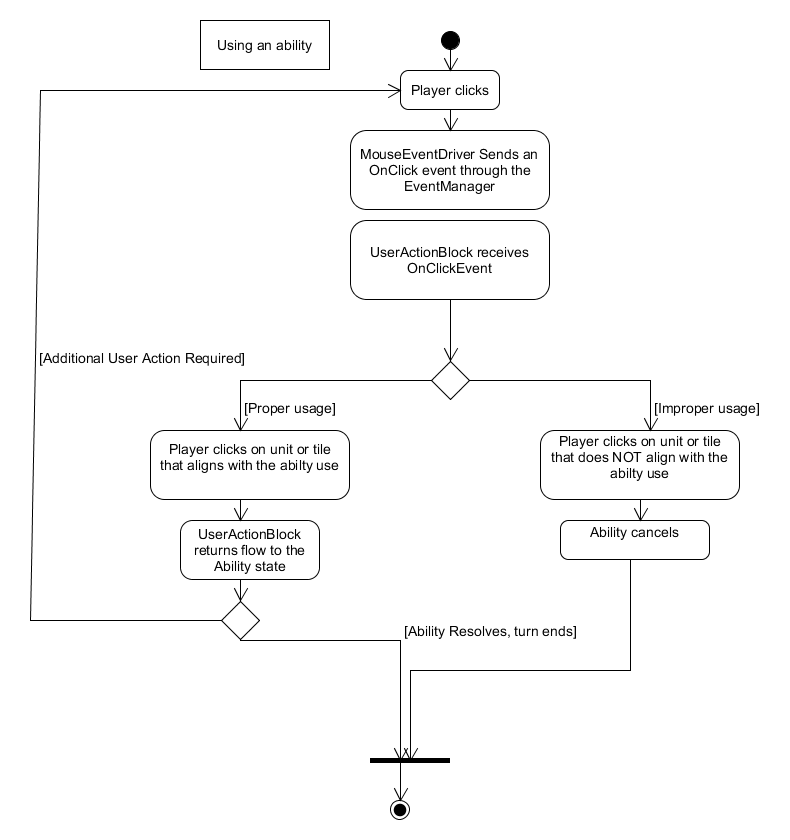 Using an ability
Player clicks
MouseEventDriver Sends an
OnClick event through the
EventManager
UserActionBlock receives
OnClickEvent
[Additional User Action Required]
[Proper usage]
[Improper usage]
Player clicks on unit or tile
that aligns with the abilty use
Player clicks on unit or tile
that does NOT align with the
abilty use
UserActionBlock
returns flow to the
Ability state
Ability cancels
[Ability Resolves, turn ends]